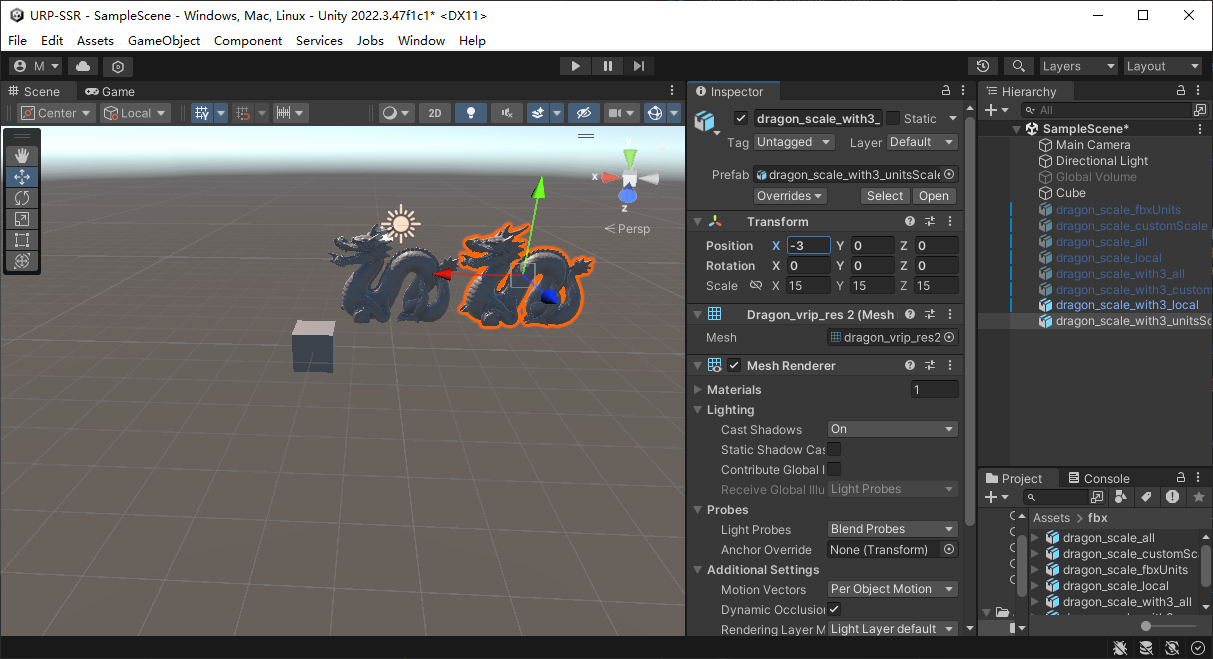 URP-SSR - SampleScene - Windows, Mac, Linux - Unity 2022.3.47f1c1* <DX11>
File Edit Assets GameObject Component Services Jobs Window Help
M Layers Layout
Scene Game
Center Local 2D
y
x
z
Persp
Inspector
dragon_scale_with3_ Static
Tag Untagged Layer Default
Prefab dragon_scale_with3_unitsScale
Overrides Select Open
Transform
Position X -3 Y 0 Z 0
Rotation X 0 Y 0 Z 0
Scale X 15 Y 15 Z 15
Dragon_vrip_res 2 (Mesh
Mesh dragon_vrip_res2
Mesh Renderer
Materials 1
Lighting
Cast Shadows On
Static Shadow Cas
Contribute Global I
Receive Global Illu Light Probes
Probes
Light Probes Blend Probes
Anchor Override None (Transform)
Additional Settings
Motion Vectors Per Object Motion
Dynamic Occlusion
Rendering Layer M Light Layer default
Hierarchy
All
SampleScene*
Main Camera
Directional Light
Global Volume
Cube
dragon_scale_fbxUnits
dragon_scale_customScale
dragon_scale_all
dragon_scale_local
dragon_scale_with3_all
dragon_scale_with3_custom
dragon_scale_with3_local
dragon_scale_with3_unitsSc
Project Console
Assets > fbx
dragon_scale_all
dragon_scale_customSc
dragon_scale_fbxUnits
dragon_scale_local
dragon_scale_with3_all